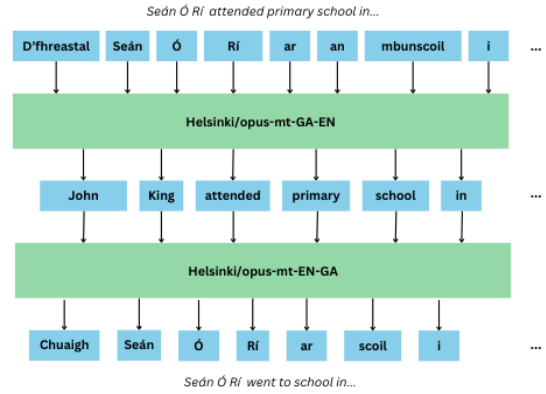 Seán Ó Rí attended primary school in...
D'fhreastal Seán Ó Rí ar an mbunscoil i ...
Helsinki/opus-mt-GA-EN
John King attended primary school in ...
Helsinki/opus-mt-EN-GA
Chuaigh Seán Ó Rí ar scoil i ...
Seán Ó Rí went to school in...